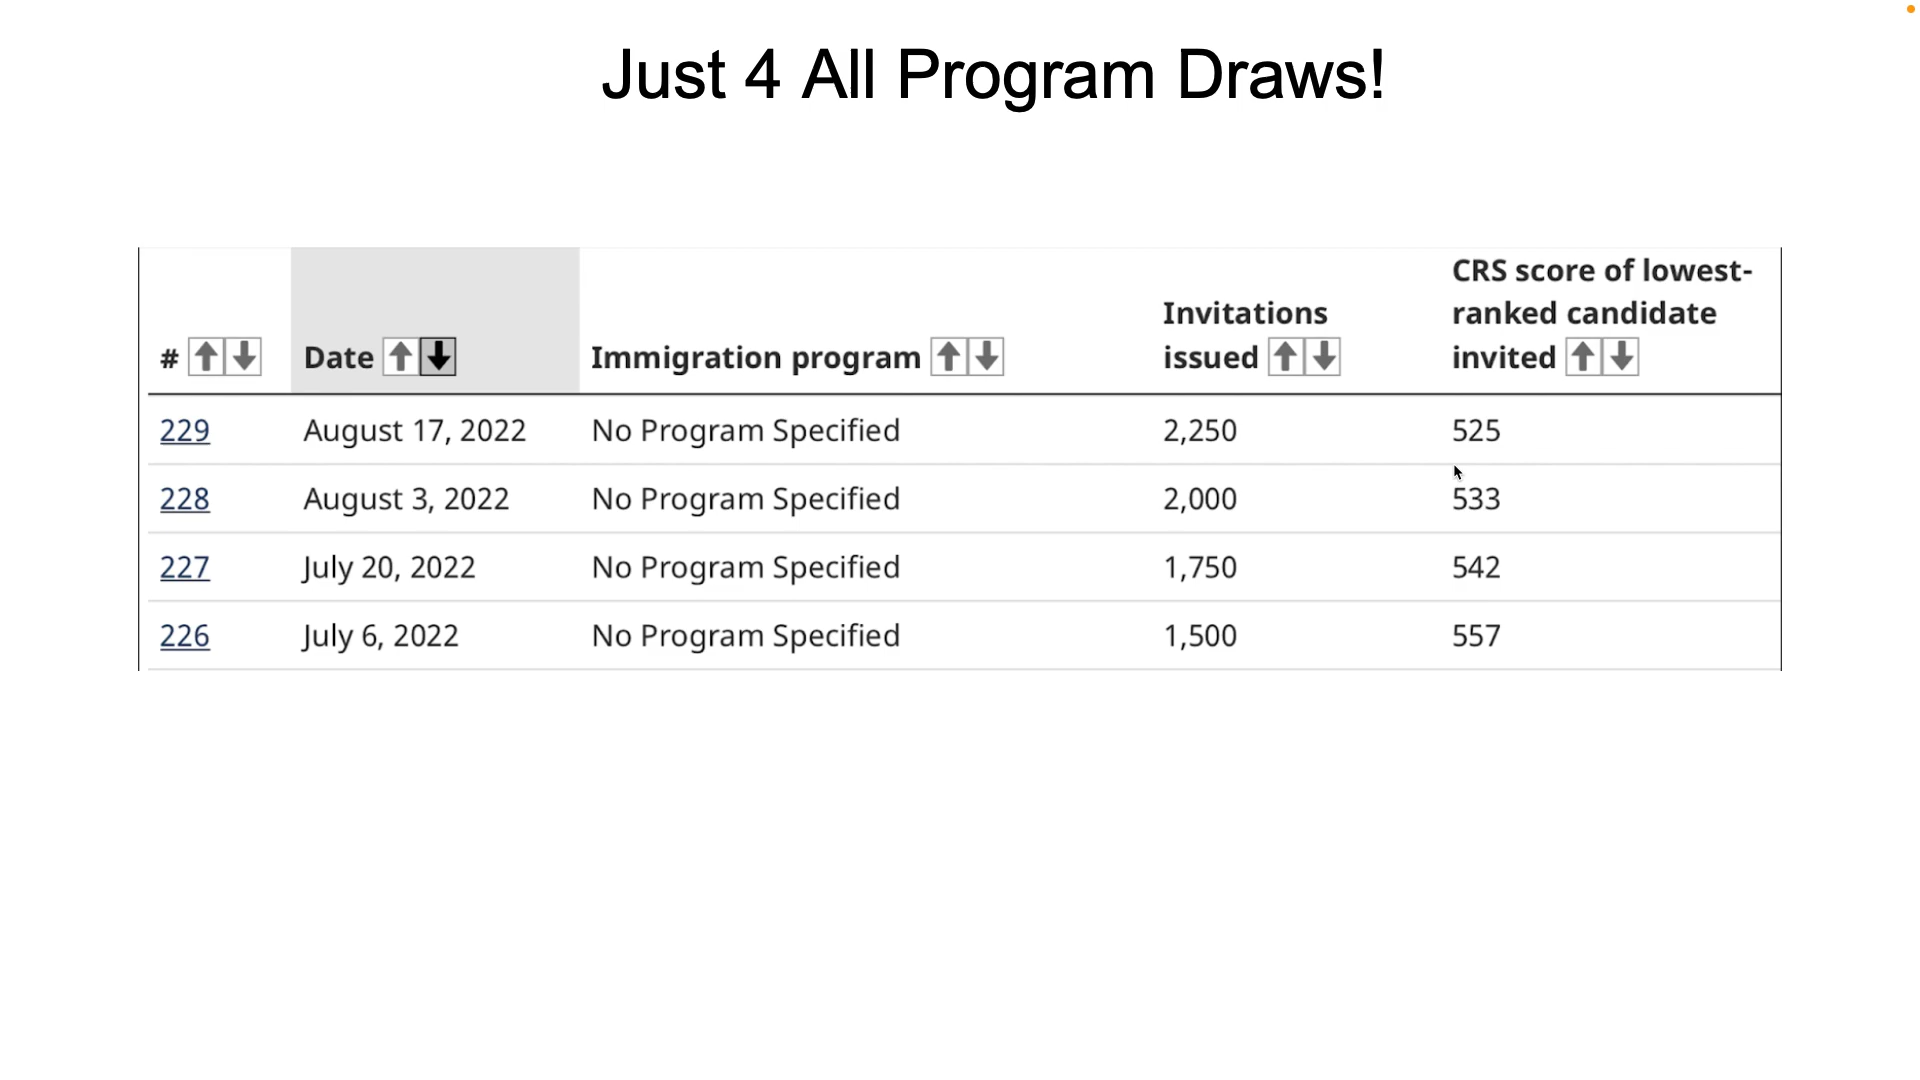 Just 4 All Program Draws!
CRS score of lowest-
Invitations ranked candidate
# Date Immigration program issued invited
229 August 17, 2022 No Program Specified 2,250 525
228 August 3, 2022 No Program Specified 2,000 533
227 July 20, 2022 No Program Specified 1,750 542
226 July 6, 2022 No Program Specified 1,500 557